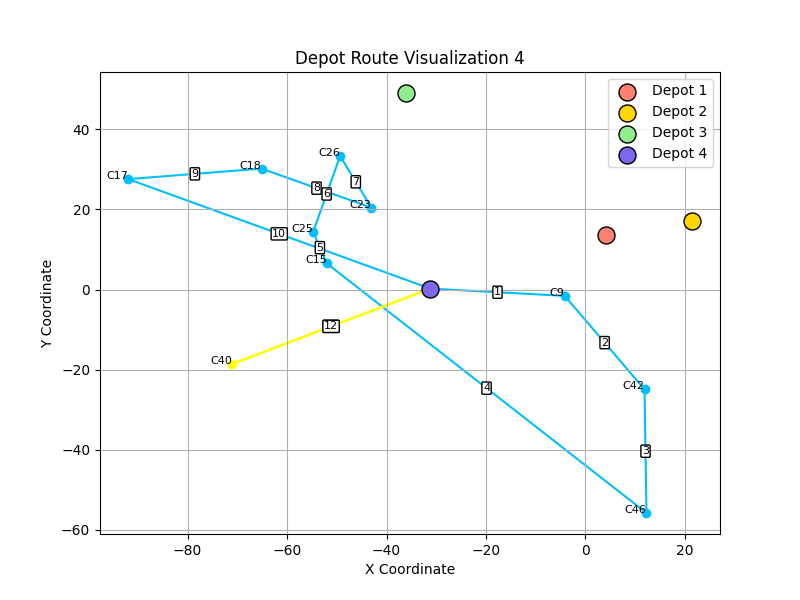 Depot Route Visualization 4
Depot 1
Depot 2
Depot 3
Depot 4
40
20
0
−20
−40
−60
−80
−60
−40
−20
0
20
Y Coordinate
X Coordinate
C26
C18
C17
9
7
8
6
C23
C25
10
5
C15
1
C9
12
2
C40
C42
4
3
C46